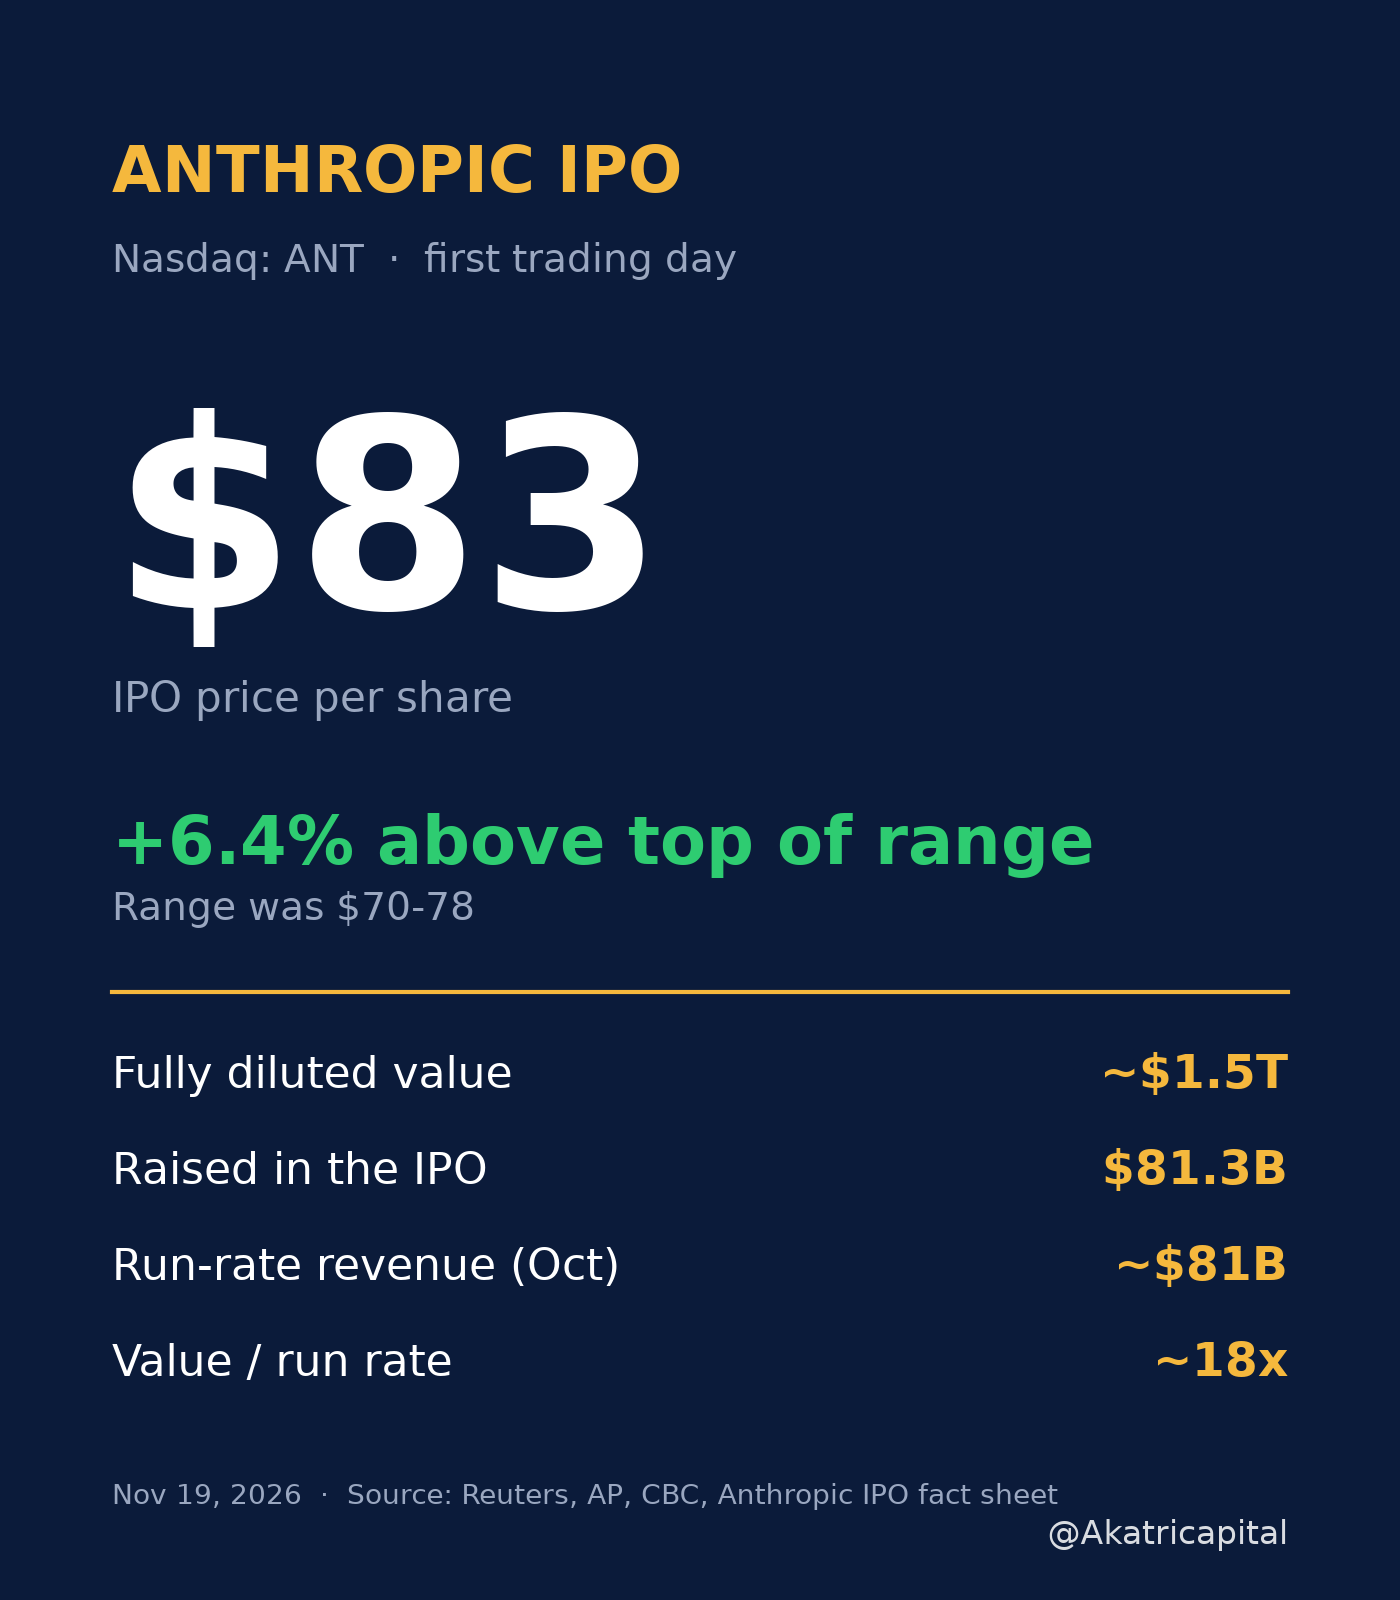 ANTHROPIC IPO
Nasdaq: ANT · first trading day
$83
IPO price per share
+6.4% above top of range
Range was $70-78
Fully diluted value ~$1.5T
Raised in the IPO $81.3B
Run-rate revenue (Oct) ~$81B
Value / run rate ~18x
Nov 19, 2026 · Source: Reuters, AP, CBC, Anthropic IPO fact sheet
@Akatricapital